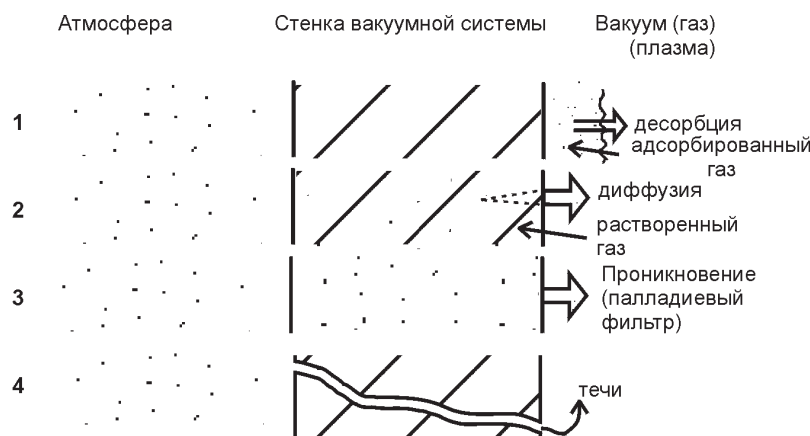 Атмосфера Стенка вакуумной системы Вакуум (газ)
(плазма)
1
десорбция
адсорбированный
газ
2
диффузия
растворенный
газ
3
Проникновение
(палладиевый
фильтр)
4
течи